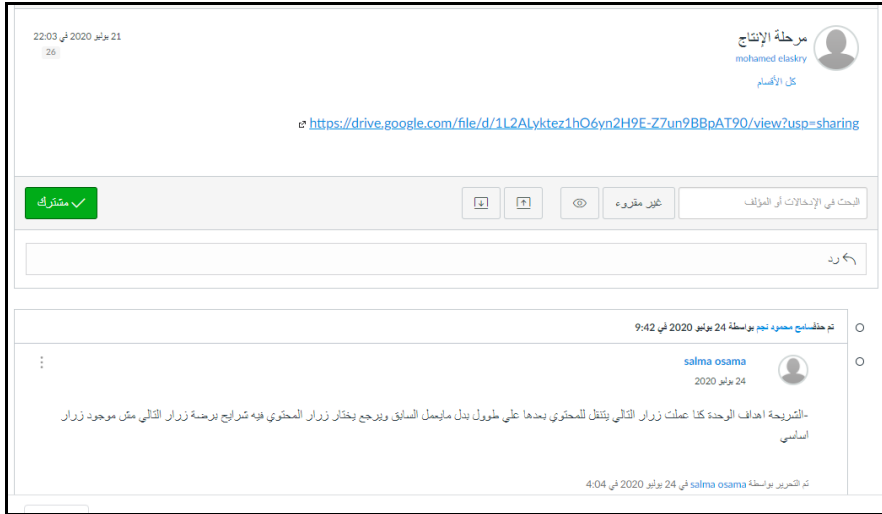 مرحلة الإنتاج
21 يوليو 2020 في 22:03
mohamed elaskry
26
كل الأقسام
https://drive.google.com/file/d/1L2ALyktez1hO6yn2H9E-Z7un9BBpAT90/view?usp=sharing
البحث في الإدخالات أو المؤلف
غير مقروء
مشترك
رد
تم حذفسامح محمود نجم بواسطة 24 يوليو 2020 في 9:42
salma osama
24 يوليو 2020
-الشريحة اهداف الوحدة كنا عملت زرار التالي يتنقل للمحتوي بعدها علي طوول بدل مايعمل السابق ويرجع يختار زرار المحتوي فيه شرايح برضة زرار التالي مش موجود زرار
اساسي
تم التحرير بواسطة salma osama في 24 يوليو 2020 في 4:04